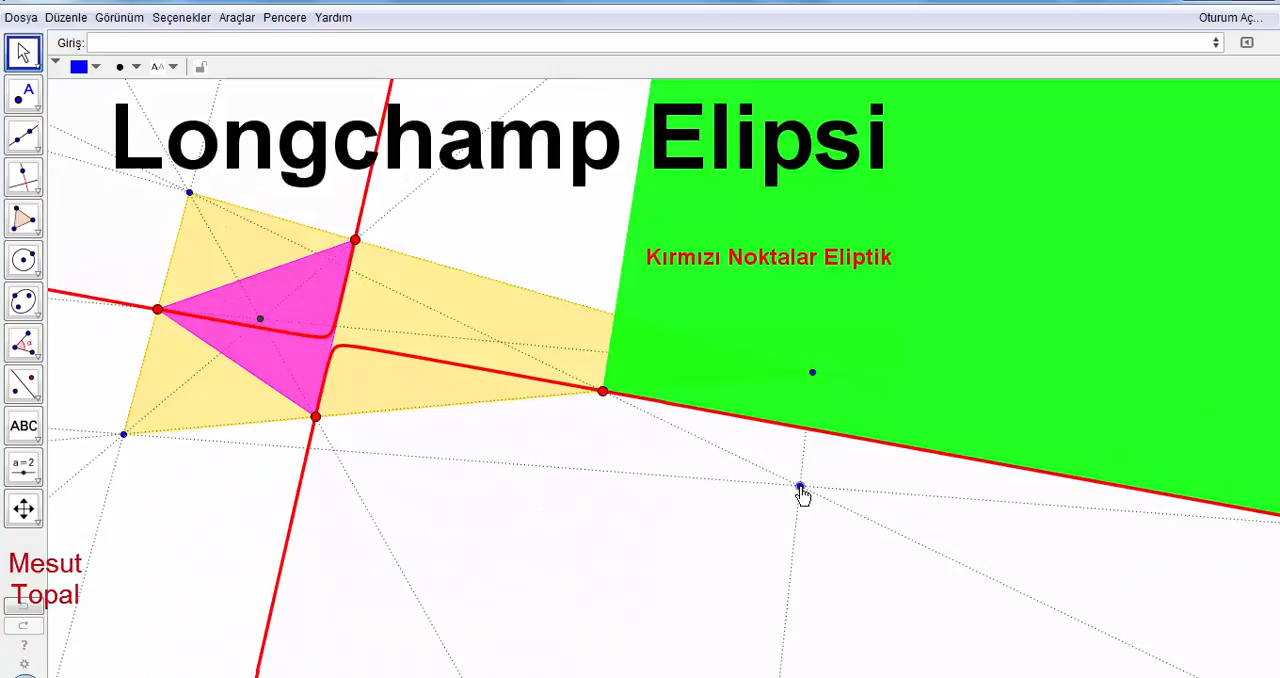 Dosya Düzenle Görünüm Seçenekler Araçlar Pencere Yardım Oturum Aç...
Giriş:
AA
A
Longchamp Elipsi
Kırmızı Noktalar Eliptik
α
ABC
a=2
Mesut
Topal
?